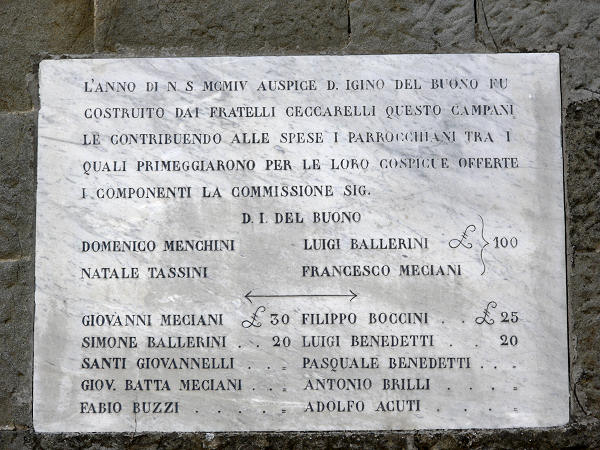 L'ANNO DI N S MCMIV AUSPICE D. IGINO DEL BUONO FU
COSTRUITO DAI FRATELLI CECCARELLI QUESTO CAMPANI
LE CONTRIBUENDO ALLE SPESE I PARROCCHIANI TRA I
QUALI PRIMEGGIARONO PER LE LORO COSPICUE OFFERTE
I COMPONENTI LA COMMISSIONE SIG.
D. I. DEL BUONO
DOMENICO MENCHINI LUIGI BALLERINI £ 100
NATALE TASSINI FRANCESCO MECIANI
GIOVANNI MECIANI £ 30 FILIPPO BOCCINI . . £ 25
SIMONE BALLERINI . . 20 LUIGI BENEDETTI . . . 20
SANTI GIOVANNELLI . . „ PASQUALE BENEDETTI . . . „
GIOV. BATTA MECIANI . . . „ ANTONIO BRILLI . . . . „
FABIO BUZZI . . . . . „ ADOLFO ACUTI . . . . „